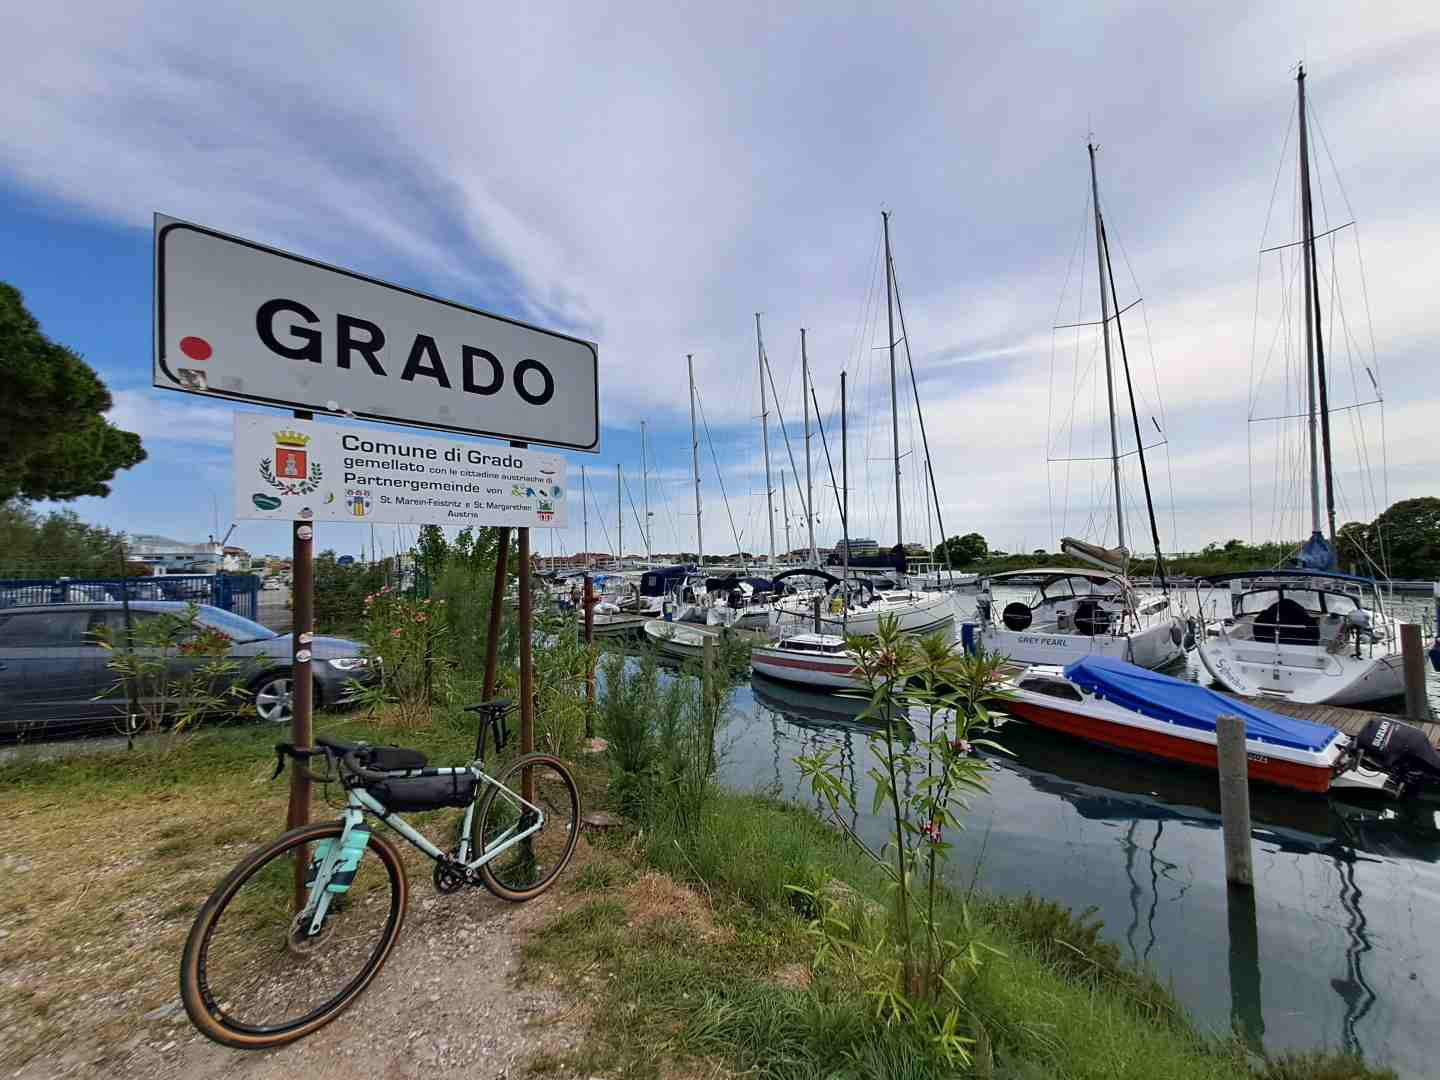 GRADO
Comune di Grado
gemellato con le cittadine austriache di
Partnergemeinde von
St. Marein-Feistritz e St. Margarethen
Austria
GREY PEARL
SUZUKI